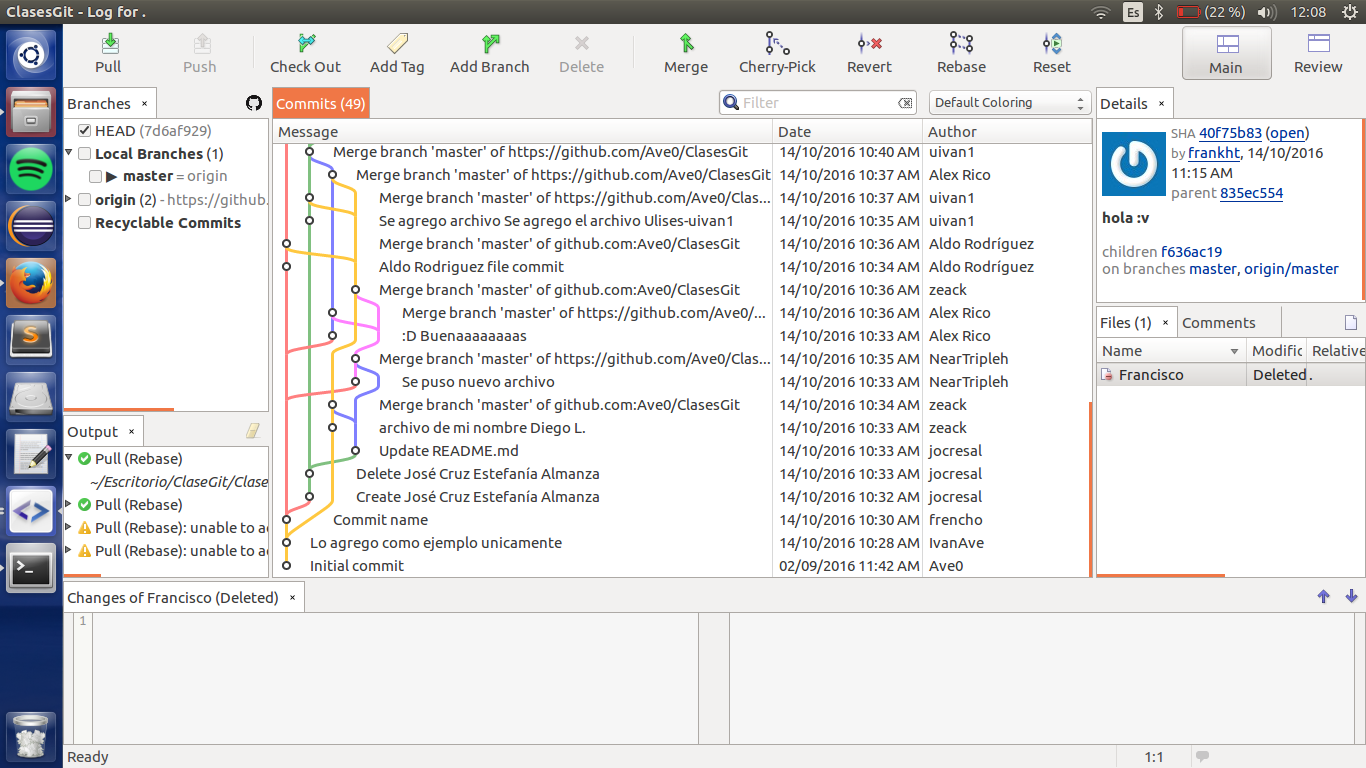 ClasesGit - Log for .
Es (22 %) 12:08
Pull Push Check Out Add Tag Add Branch Delete Merge Cherry-Pick Revert Rebase Reset Main Review
Branches
HEAD (7d6af929)
Local Branches (1)
master = origin
origin (2) - https://github.
Recyclable Commits
Output
Pull (Rebase)
~/Escritorio/ClaseGit/Clase
Pull (Rebase)
Pull (Rebase): unable to ac
Pull (Rebase): unable to ac
Commits (49) Filter Default Coloring
Message Date Author
Merge branch 'master' of https://github.com/Ave0/ClasesGit 14/10/2016 10:40 AM uivan1
Merge branch 'master' of https://github.com/Ave0/ClasesGit 14/10/2016 10:37 AM Alex Rico
Merge branch 'master' of https://github.com/Ave0/Clas... 14/10/2016 10:37 AM uivan1
Se agrego archivo Se agrego el archivo Ulises-uivan1 14/10/2016 10:35 AM uivan1
Merge branch 'master' of github.com:Ave0/ClasesGit 14/10/2016 10:36 AM Aldo Rodríguez
Aldo Rodriguez file commit 14/10/2016 10:34 AM Aldo Rodríguez
Merge branch 'master' of github.com:Ave0/ClasesGit 14/10/2016 10:36 AM zeack
Merge branch 'master' of https://github.com/Ave0/... 14/10/2016 10:36 AM Alex Rico
:D Buenaaaaaaaas 14/10/2016 10:33 AM Alex Rico
Merge branch 'master' of https://github.com/Ave0/Clas... 14/10/2016 10:35 AM NearTripleh
Se puso nuevo archivo 14/10/2016 10:33 AM NearTripleh
Merge branch 'master' of github.com:Ave0/ClasesGit 14/10/2016 10:34 AM zeack
archivo de mi nombre Diego L. 14/10/2016 10:33 AM zeack
Update README.md 14/10/2016 10:33 AM jocresal
Delete José Cruz Estefanía Almanza 14/10/2016 10:33 AM jocresal
Create José Cruz Estefanía Almanza 14/10/2016 10:32 AM jocresal
Commit name 14/10/2016 10:30 AM frencho
Lo agrego como ejemplo unicamente 14/10/2016 10:28 AM IvanAve
Initial commit 02/09/2016 11:42 AM Ave0
Details
SHA 40f75b83 (open)
by frankht, 14/10/2016
11:15 AM
parent 835ec554
hola :v
children f636ac19
on branches master, origin/master
Files (1) Comments
Name Modific Relative
Francisco Deleted .
Changes of Francisco (Deleted)
1
Ready 1:1